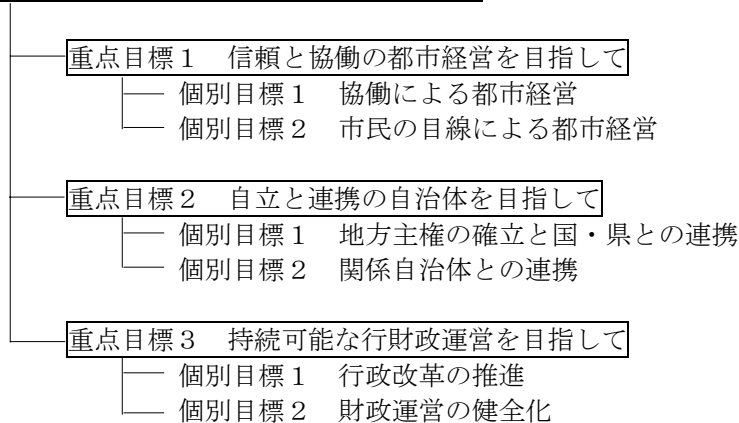 重点目標１　信頼と協働の都市経営を目指して
個別目標１　協働による都市経営
個別目標２　市民の目線による都市経営
重点目標２　自立と連携の自治体を目指して
個別目標１　地方主権の確立と国・県との連携
個別目標２　関係自治体との連携
重点目標３　持続可能な行財政運営を目指して
個別目標１　行政改革の推進
個別目標２　財政運営の健全化